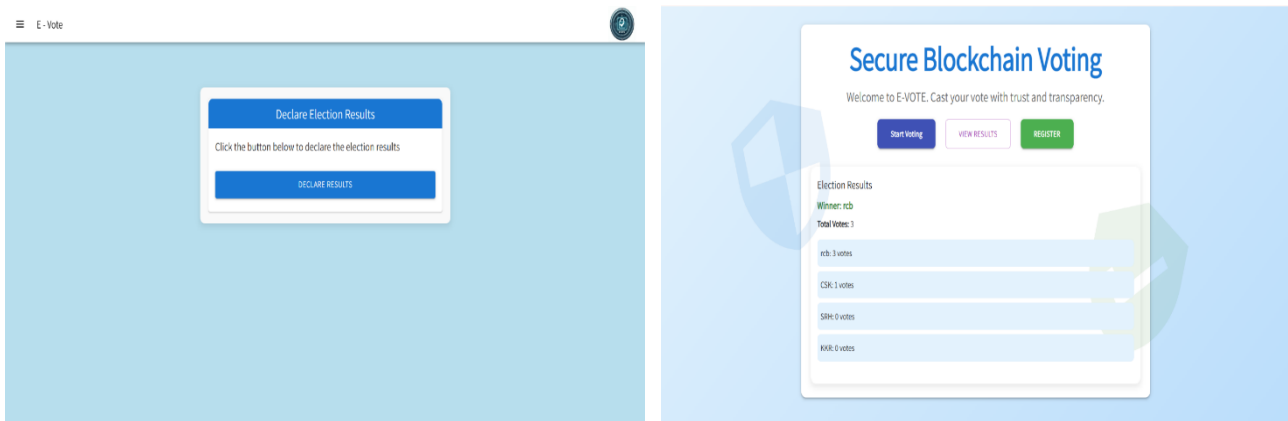 E - Vote
Declare Election Results
Click the button below to declare the election results
DECLARE RESULTS
Secure Blockchain Voting
Welcome to E-VOTE. Cast your vote with trust and transparency.
Start Voting
VIEW RESULTS
REGISTER
Election Results
Winner: rcb
Total Votes: 3
rcb: 3 votes
CSK: 1 votes
SRH: 0 votes
KKR: 0 votes